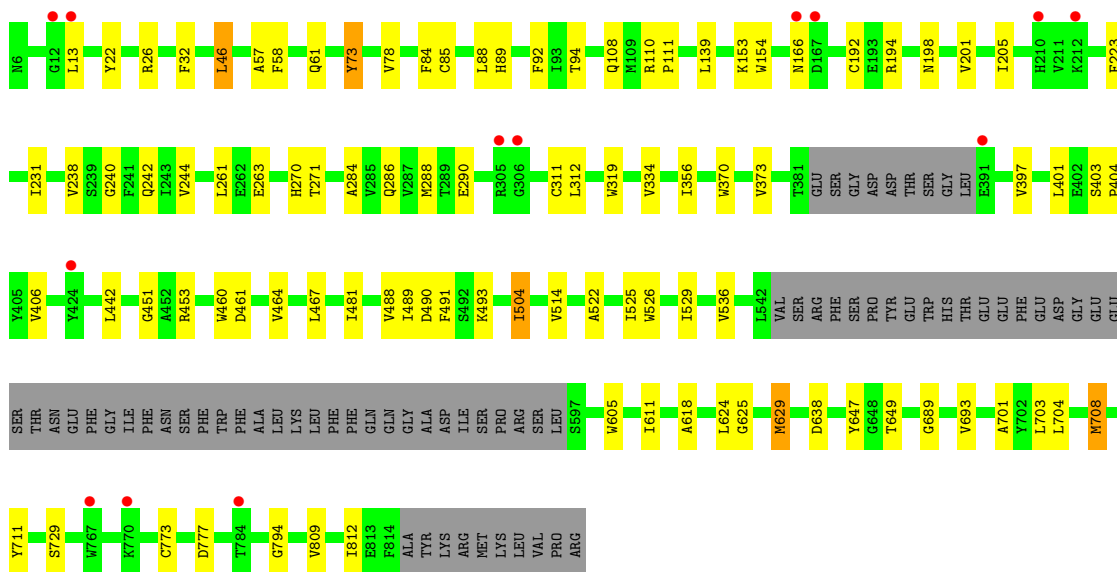 N6 G12 L13 Y22 R26 F32 L46 A57 F58 Q61 Y73 V78 F84 C85 L88 H89 F92 I93 T94 Q108 M109 R110 P111 L139 K153 W154 N166 D167 C192 E193 R194 N198 V201 I205 H210 V211 K212 E223
I231 V238 S239 G240 F241 Q242 I243 V244 L261 E262 E263 H270 T271 A284 V285 Q286 V287 M288 T289 E290 R305 G306 C311 L312 W319 V334 I356 W370 V373 T381 GLU SER GLY ASP ASP THR SER GLY LEU E391 V397 L401 E402 S403 P404
Y405 V406 Y424 L442 G451 A452 R453 W460 D461 V464 L467 I481 V488 I489 D490 F491 S492 K493 I504 V514 A522 I525 W526 I529 V536 L542 VAL SER ARG PHE SER PRO TYR GLU TRP HIS THR GLU GLU PHE GLU ASP GLY GLU GLU
SER THR ASN GLU PHE GLY ILE PHE ASN SER PHE TRP PHE ALA LEU LYS LEU PHE PHE GLN GLN GLY ALA ASP ILE SER PRO ARG SER LEU S597 W605 I611 A618 L624 G625 M629 D638 Y647 G648 T649 G689 V693 A701 Y702 L703 L704 M708
Y711 S729 W767 K770 C773 D777 T784 G794 V809 I812 E813 F814 ALA TYR LYS ARG MET LYS LEU VAL PRO ARG